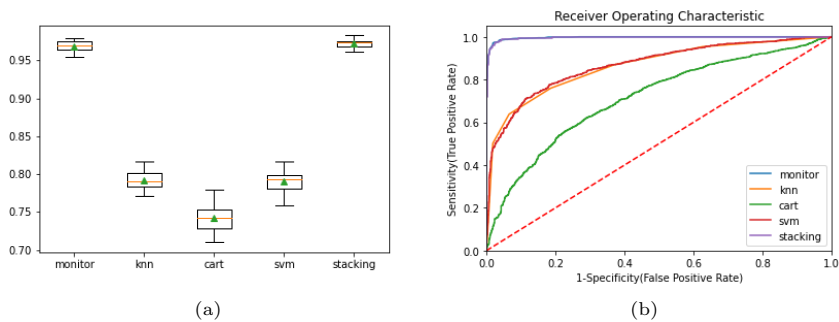 0.95
0.90
0.85
0.80
0.75
0.70
monitor knn cart svm stacking
(a)
Receiver Operating Characteristic
Sensitivity(True Positive Rate)
1.0
0.8
0.6
0.4
0.2
0.0
monitor
knn
cart
svm
stacking
0.0 0.2 0.4 0.6 0.8 1.0
1-Specificity(False Positive Rate)
(b)